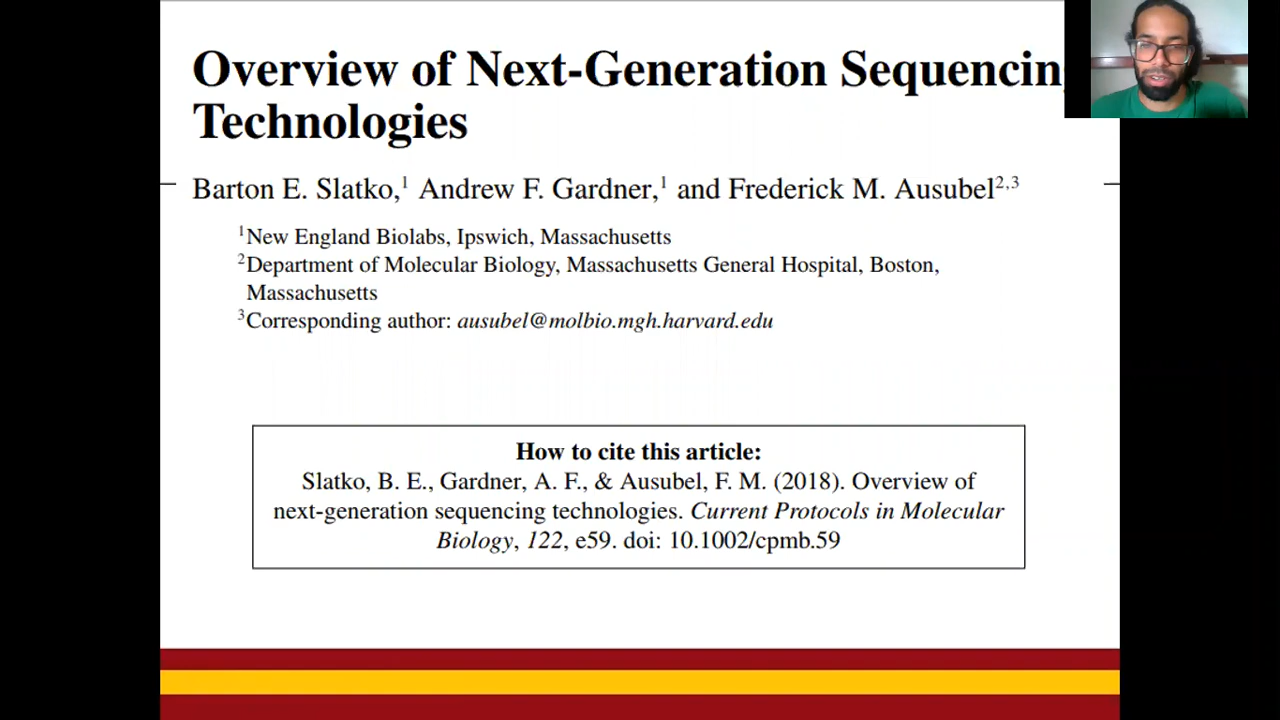 Overview of Next-Generation Sequencin
Technologies
Barton E. Slatko,1 Andrew F. Gardner,1 and Frederick M. Ausubel2,3
1New England Biolabs, Ipswich, Massachusetts
2Department of Molecular Biology, Massachusetts General Hospital, Boston,
Massachusetts
3Corresponding author: ausubel@molbio.mgh.harvard.edu
How to cite this article:
Slatko, B. E., Gardner, A. F., & Ausubel, F. M. (2018). Overview of
next-generation sequencing technologies. Current Protocols in Molecular
Biology, 122, e59. doi: 10.1002/cpmb.59